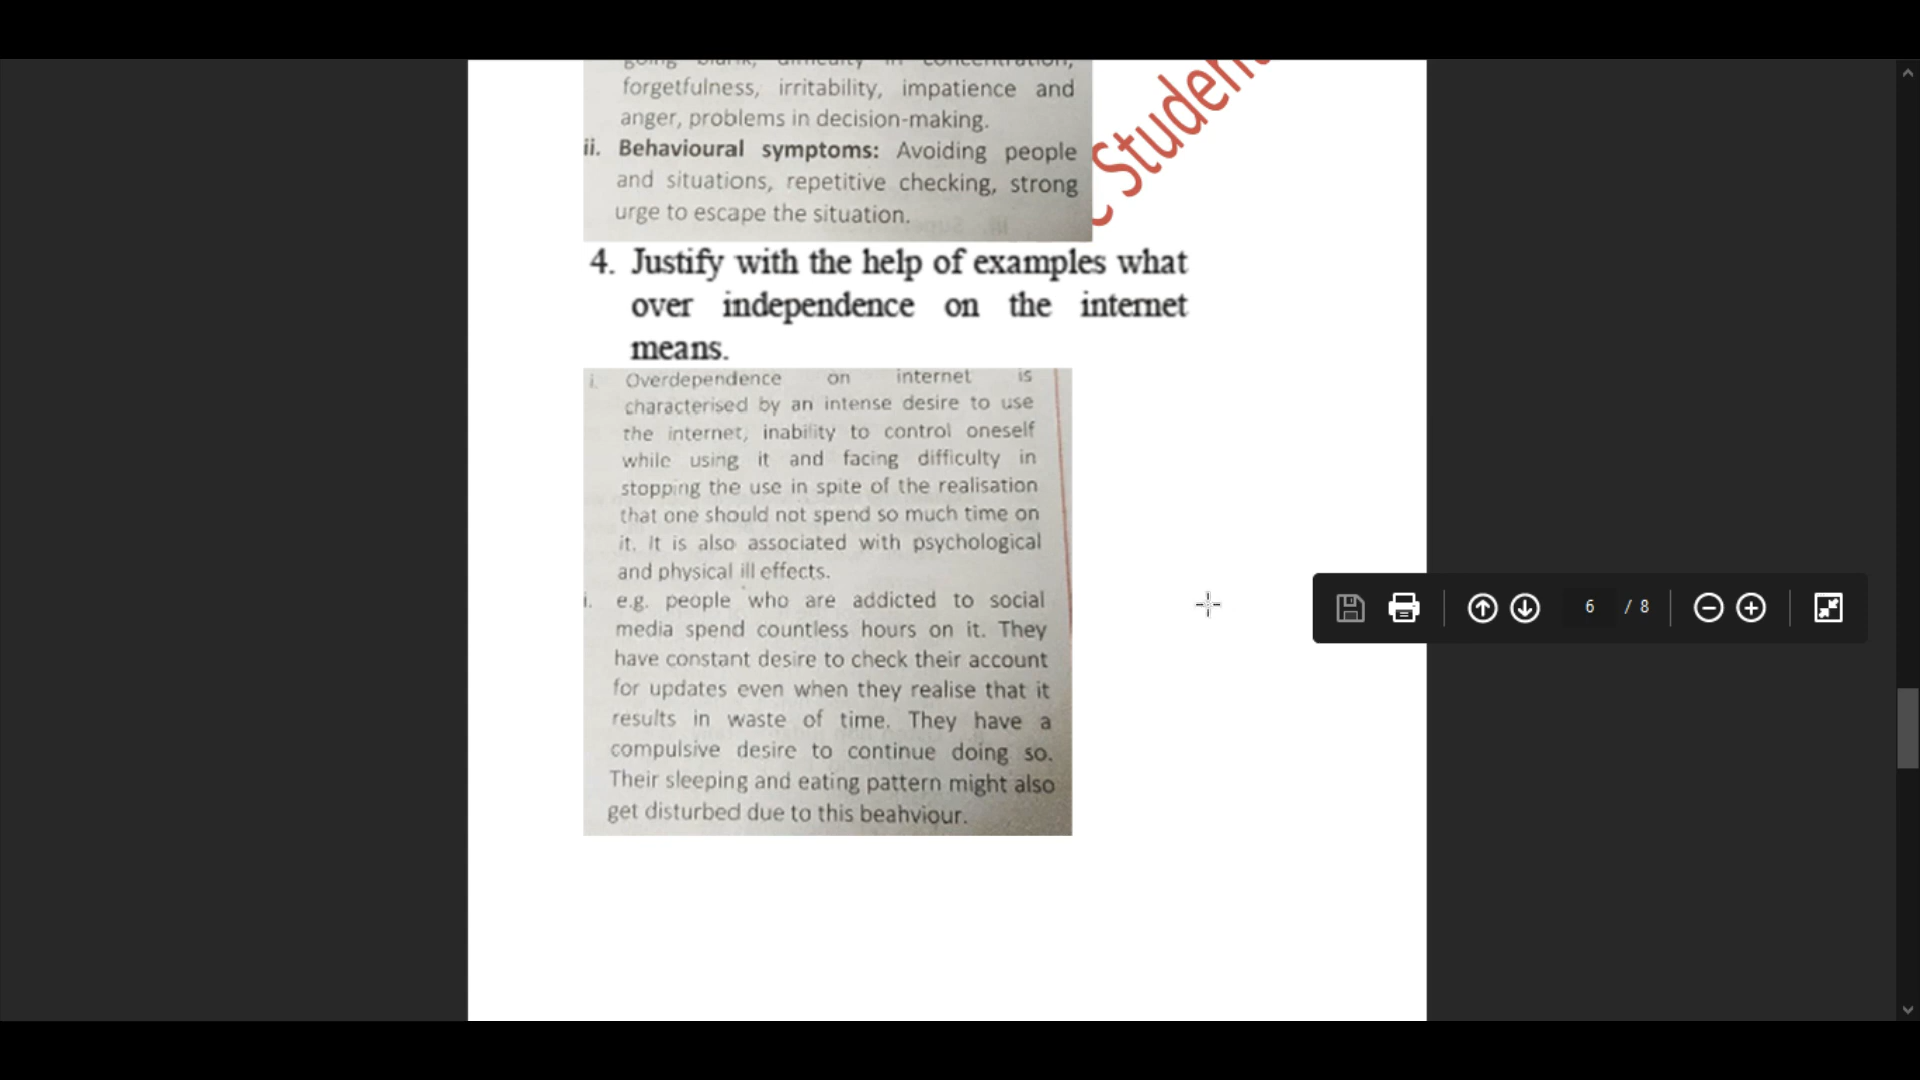 going blank, difficulty in concentration,
forgetfulness, irritability, impatience and
anger, problems in decision-making.
ii. Behavioural symptoms: Avoiding people
and situations, repetitive checking, strong
urge to escape the situation.
Student
4. Justify with the help of examples what
over independence on the internet
means.
i. Overdependence on internet is
characterised by an intense desire to use
the internet, inability to control oneself
while using it and facing difficulty in
stopping the use in spite of the realisation
that one should not spend so much time on
it. It is also associated with psychological
and physical ill effects.
i. e.g. people who are addicted to social
media spend countless hours on it. They
have constant desire to check their account
for updates even when they realise that it
results in waste of time. They have a
compulsive desire to continue doing so.
Their sleeping and eating pattern might also
get disturbed due to this beahviour.
6 / 8